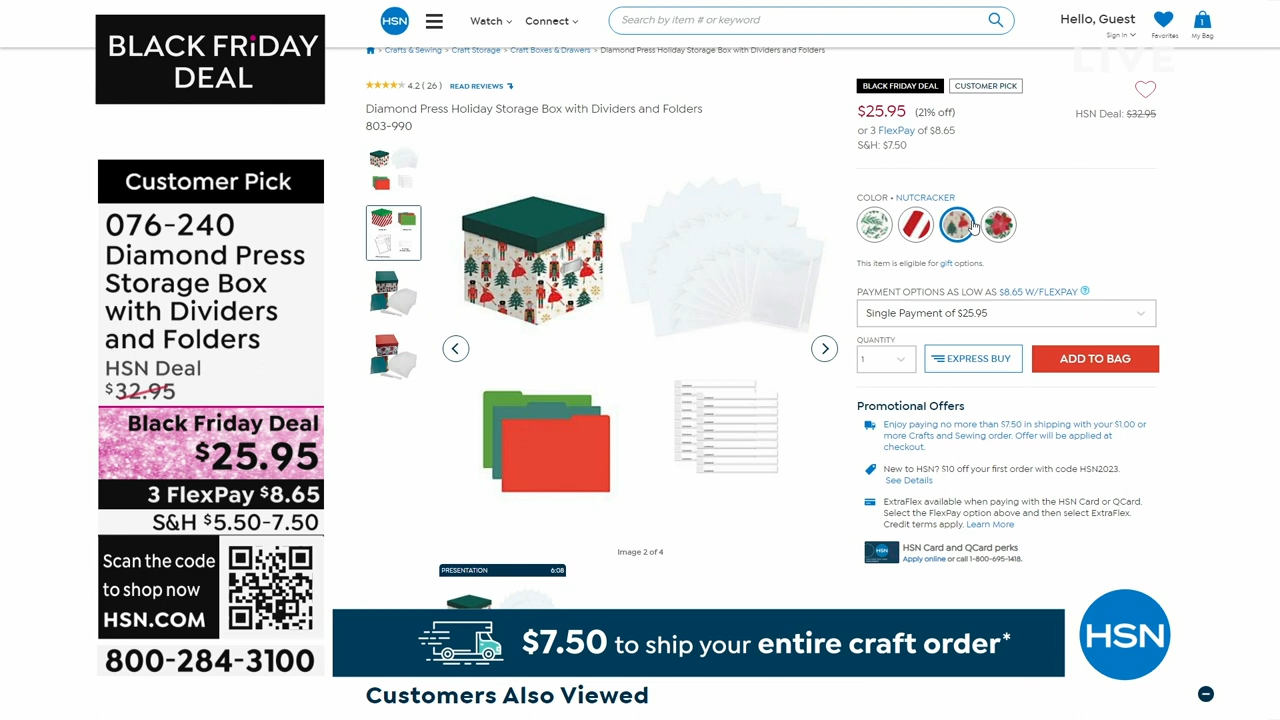 BLACK FRiDAY
DEAL
Customer Pick
076-240
Diamond Press
Storage Box
with Dividers
and Folders
HSN Deal
$32.95
Black Friday Deal
$25.95
3 FlexPay $8.65
S&H $5.50-7.50
Scan the code
to shop now
HSN.COM
800-284-3100
HSN
Watch
Connect
Search by item # or keyword
Hello, Guest
Sign In
Favorites
1
My Bag
LIVE
> Crafts & Sewing > Craft Storage > Craft Boxes & Drawers > Diamond Press Holiday Storage Box with Dividers and Folders
4.2 ( 26 ) READ REVIEWS
Diamond Press Holiday Storage Box with Dividers and Folders
803-990
Image 2 of 4
PRESENTATION 6:08
BLACK FRIDAY DEAL CUSTOMER PICK
$25.95 (21% off)
HSN Deal: $32.95
or 3 FlexPay of $8.65
S&H: $7.50
COLOR • NUTCRACKER
This item is eligible for gift options.
PAYMENT OPTIONS AS LOW AS $8.65 W/FLEXPAY ?
Single Payment of $25.95
QUANTITY
1
EXPRESS BUY
ADD TO BAG
Promotional Offers
Enjoy paying no more than $7.50 in shipping with your $1.00 or
more Crafts and Sewing order. Offer will be applied at
checkout.
New to HSN? $10 off your first order with code HSN2023.
See Details
ExtraFlex available when paying with the HSN Card or QCard.
Select the FlexPay option above and then select ExtraFlex.
Credit terms apply. Learn More
HSN
HSN Card and QCard perks
Apply online or call 1-800-695-1418.
$7.50 to ship your entire craft order*
HSN
Customers Also Viewed